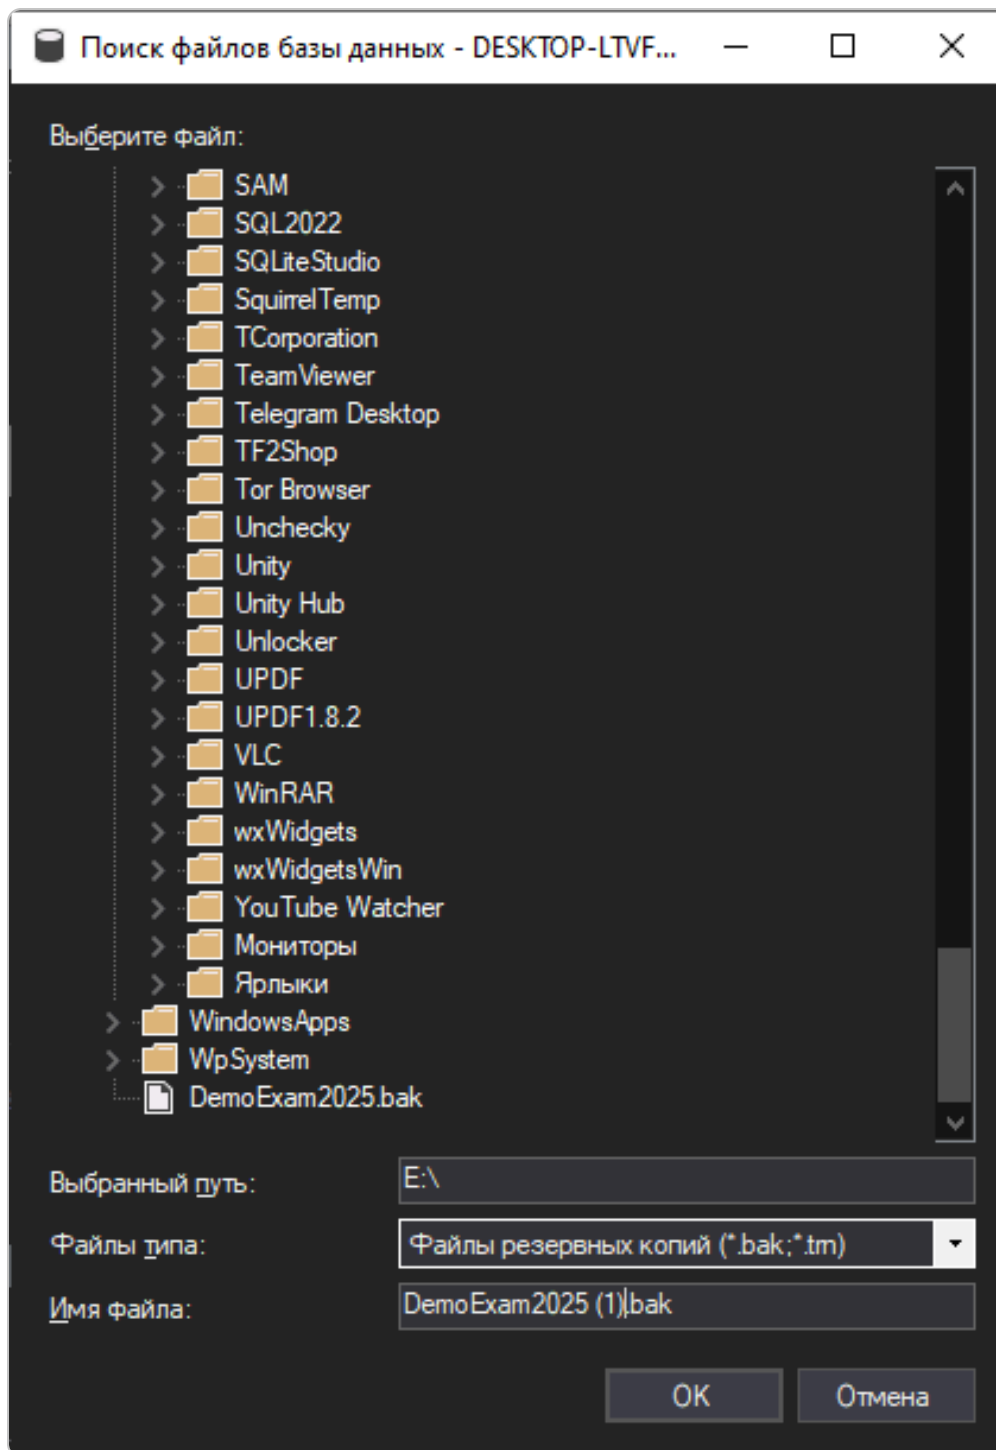 Поиск файлов базы данных - DESKTOP-LTVF...
Выберите файл:
SAM
SQL2022
SQLiteStudio
SquirrelTemp
TCorporation
TeamViewer
Telegram Desktop
TF2Shop
Tor Browser
Unchecky
Unity
Unity Hub
Unlocker
UPDF
UPDF1.8.2
VLC
WinRAR
wxWidgets
wxWidgetsWin
YouTube Watcher
Мониторы
Ярлыки
WindowsApps
WpSystem
DemoExam2025.bak
Выбранный путь: E:\
Файлы типа: Файлы резервных копий (*.bak;*.trn)
Имя файла: DemoExam2025 (1).bak
OK Отмена